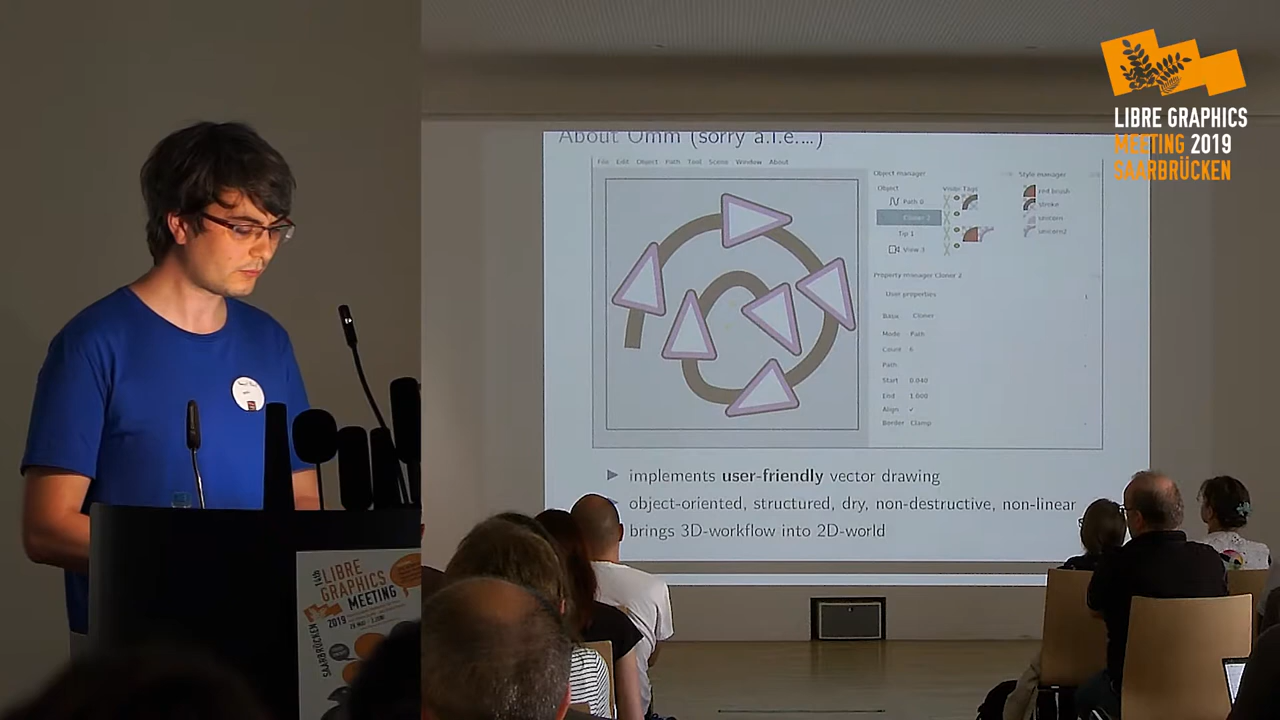 LIBRE GRAPHICS
MEETING 2019
SAARBRÜCKEN
About Omm (sorry a.f.e....)
File Edit Object Path Tool Scene Window About
Object manager
Object
Tags
Path 0
Cloner 2
Tip 1
View 3
Style manager
red brush
stroke
unicorn
unicorn2
Property manager Cloner 2
User properties
1
Basic Cloner
Mode Path
Count 6
Path
Start 0.040
End 1.000
Align ✓
Border Clamp
▶ implements user-friendly vector drawing
object-oriented, structured, dry, non-destructive, non-linear
brings 3D-workflow into 2D-world
14th
LIBRE
GRAPHICS
MEETING
2019
SAARBRÜCKEN